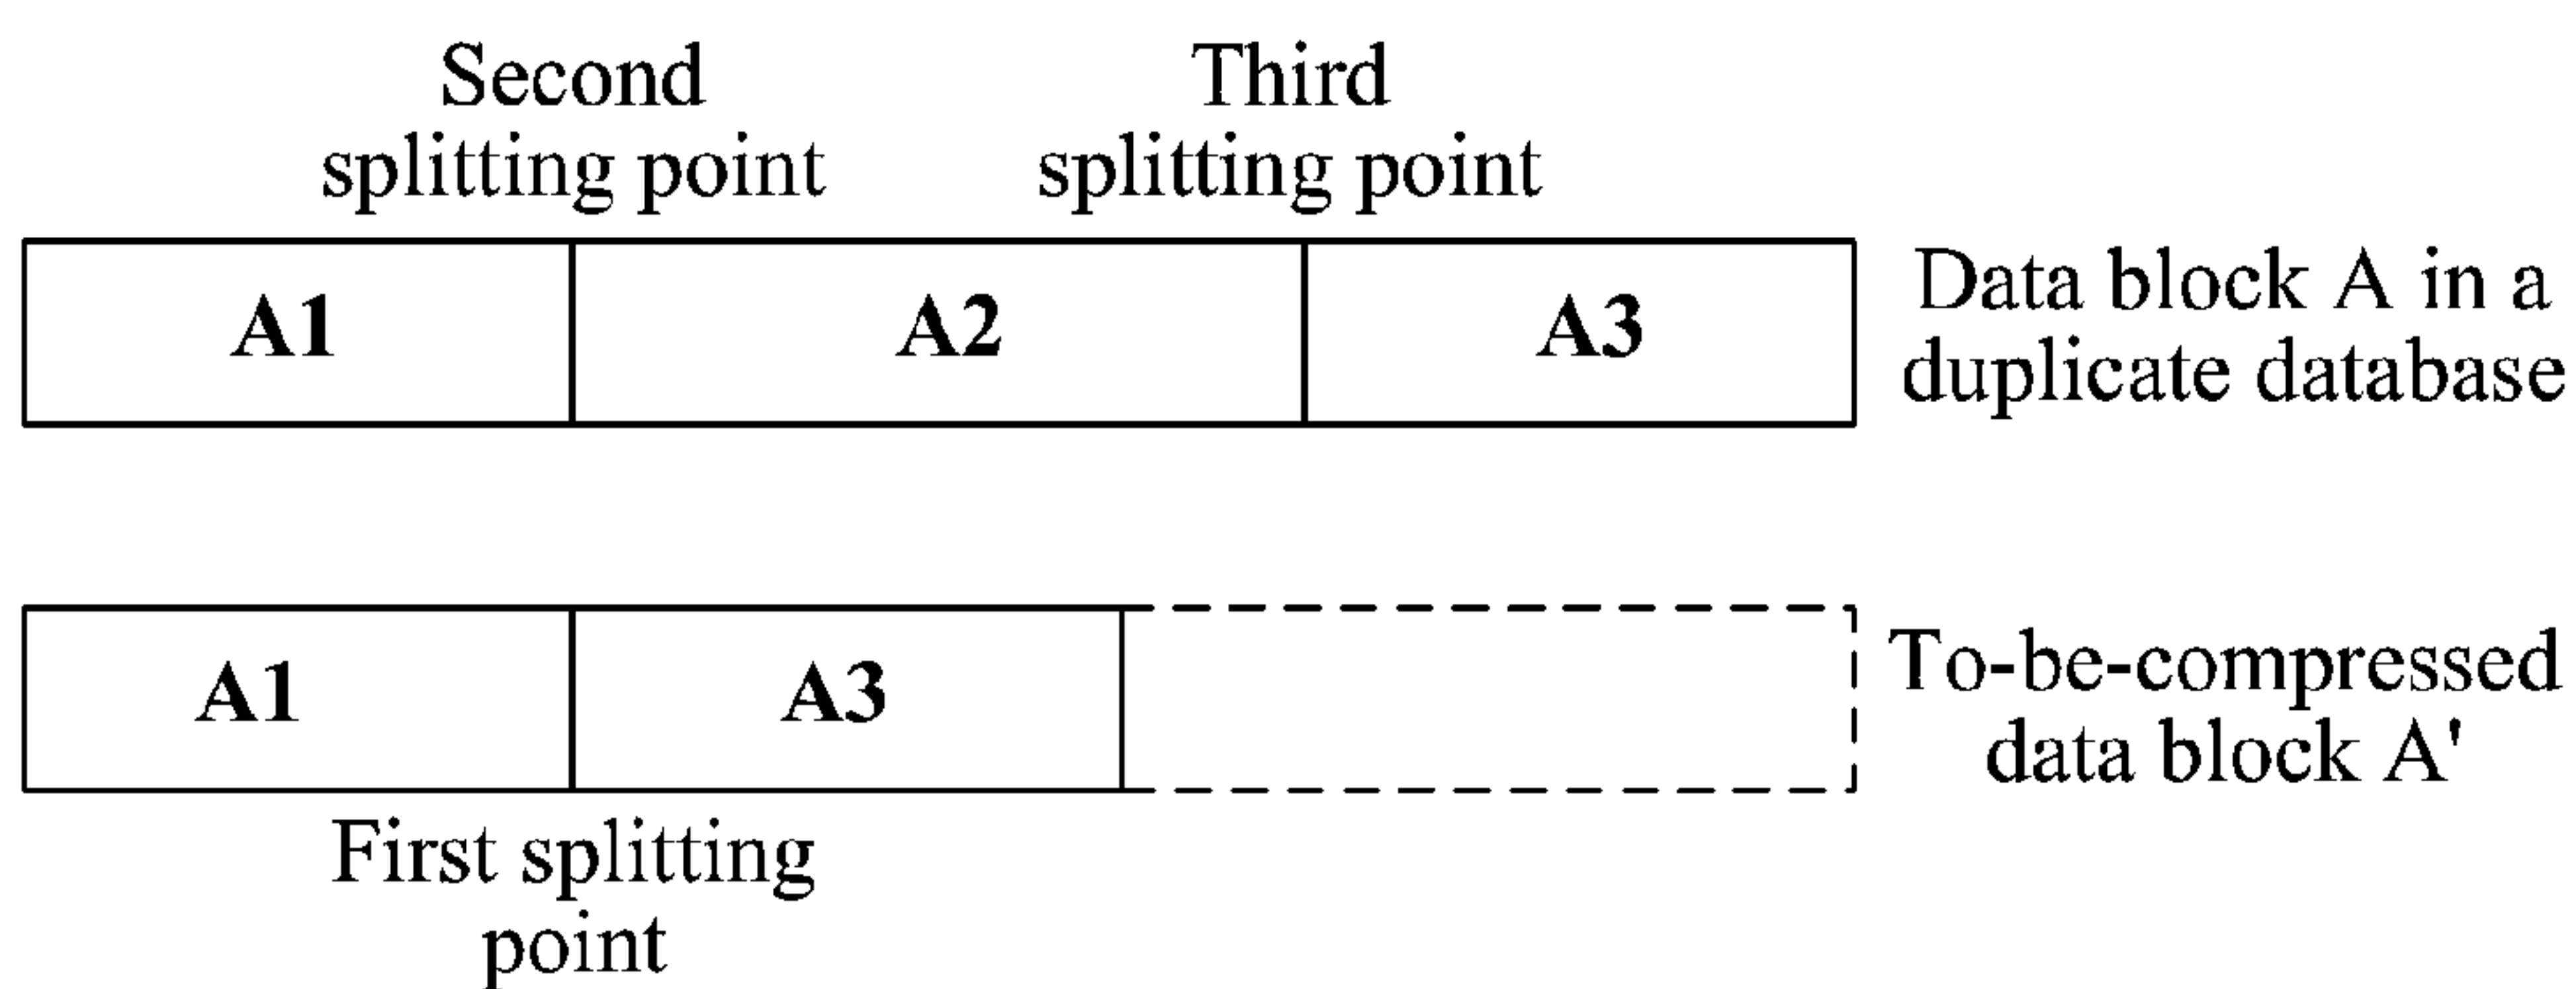 Second
splitting point
Third
splitting point
A1
A2
A3
Data block A in a
duplicate database
A1
A3
To-be-compressed
data block A'
First splitting
point